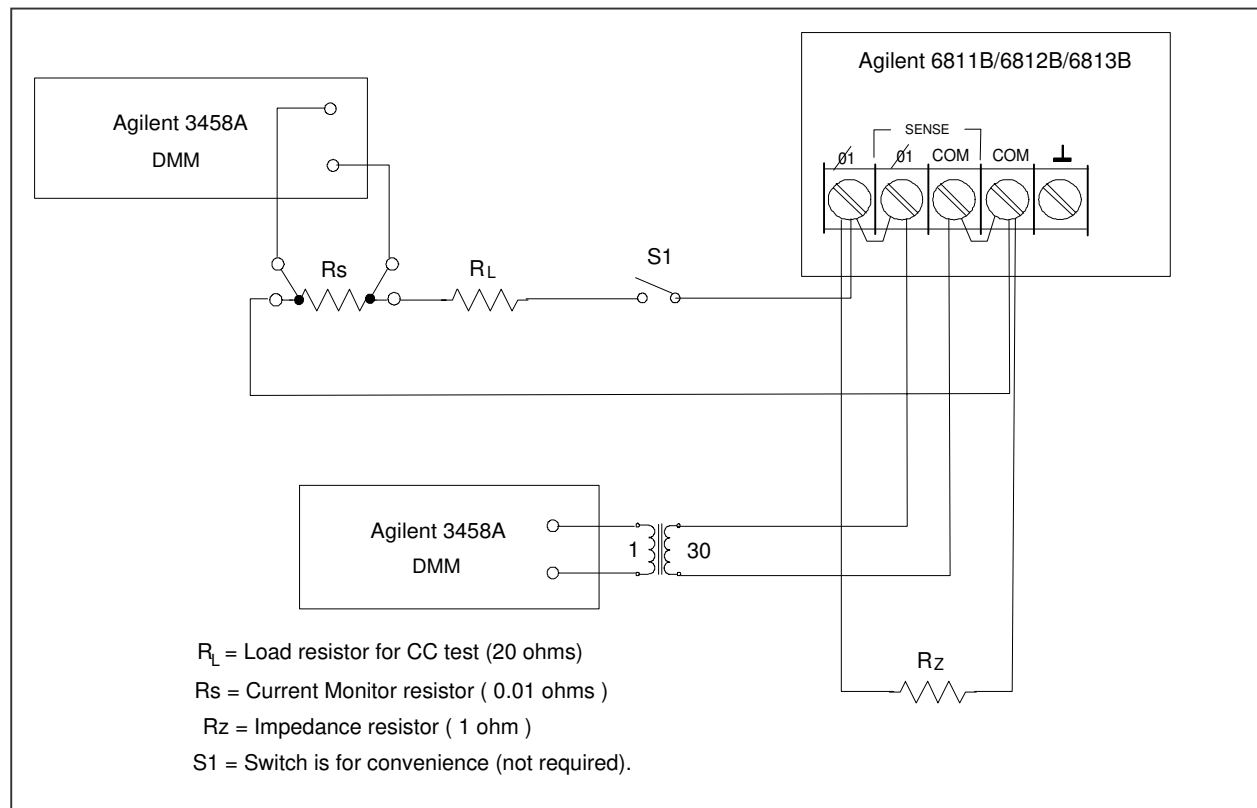 Agilent 6811B/6812B/6813B
Agilent 3458A
DMM
SENSE
01
01
COM
COM
Rs
RL
S1
Agilent 3458A
DMM
1
30
RL = Load resistor for CC test (20 ohms)
Rs = Current Monitor resistor ( 0.01 ohms )
Rz = Impedance resistor ( 1 ohm )
S1 = Switch is for convenience (not required).
Rz